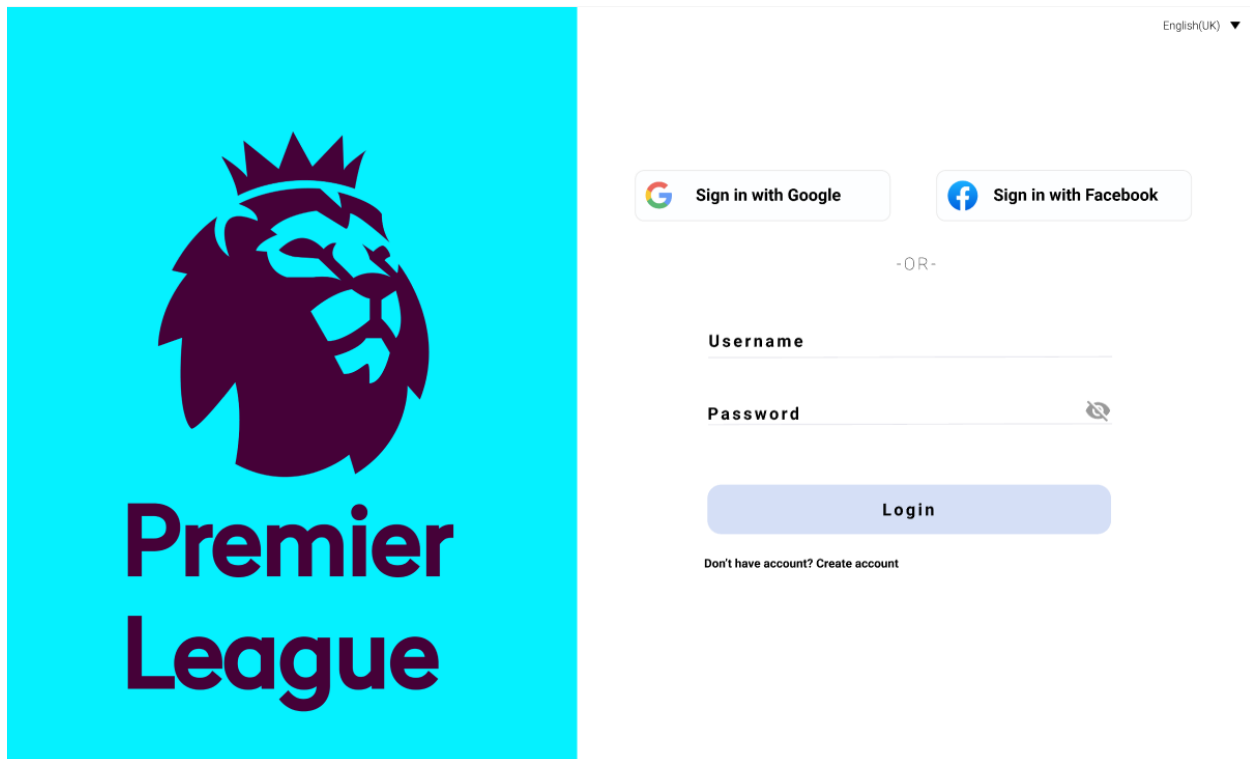 English(UK)
Sign in with Google
Sign in with Facebook
-OR-
Username
Password
Login
Don't have account? Create account
Premier
League